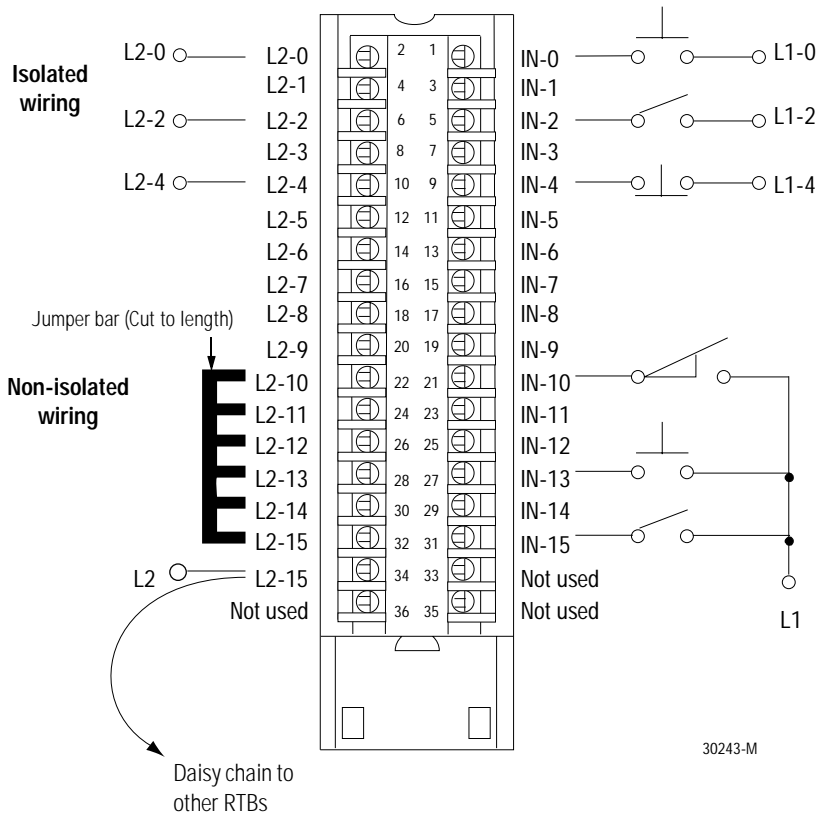 L2-0 L2-0 2 1 IN-0 L1-0
Isolated
wiring
L2-1 4 3 IN-1
L2-2 L2-2 6 5 IN-2 L1-2
L2-3 8 7 IN-3
L2-4 L2-4 10 9 IN-4 L1-4
L2-5 12 11 IN-5
L2-6 14 13 IN-6
L2-7 16 15 IN-7
L2-8 18 17 IN-8
Jumper bar (Cut to length)
L2-9 20 19 IN-9
Non-isolated
wiring
L2-10 22 21 IN-10
L2-11 24 23 IN-11
L2-12 26 25 IN-12
L2-13 28 27 IN-13
L2-14 30 29 IN-14
L2-15 32 31 IN-15
L2 L2-15 34 33 Not used
Not used 36 35 Not used
L1
30243-M
Daisy chain to
other RTBs